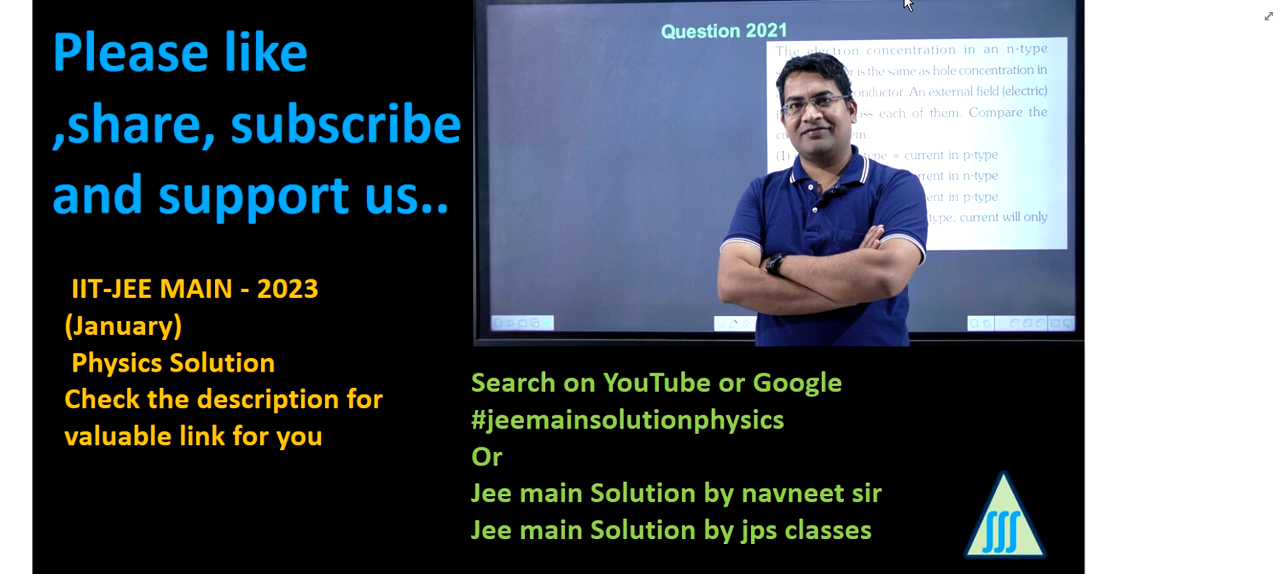 Please like
,share, subscribe
and support us..
IIT-JEE MAIN - 2023
(January)
Physics Solution
Check the description for
valuable link for you
Question 2021
The electron concentration in an n-type
is the same as hole concentration in
An external field (electric)
each of them. Compare the
(1) = current in p-type
in n-type
in p-type
type, current will only
Search on YouTube or Google
#jeemainsolutionphysics
Or
Jee main Solution by navneet sir
Jee main Solution by jps classes
∫∫∫